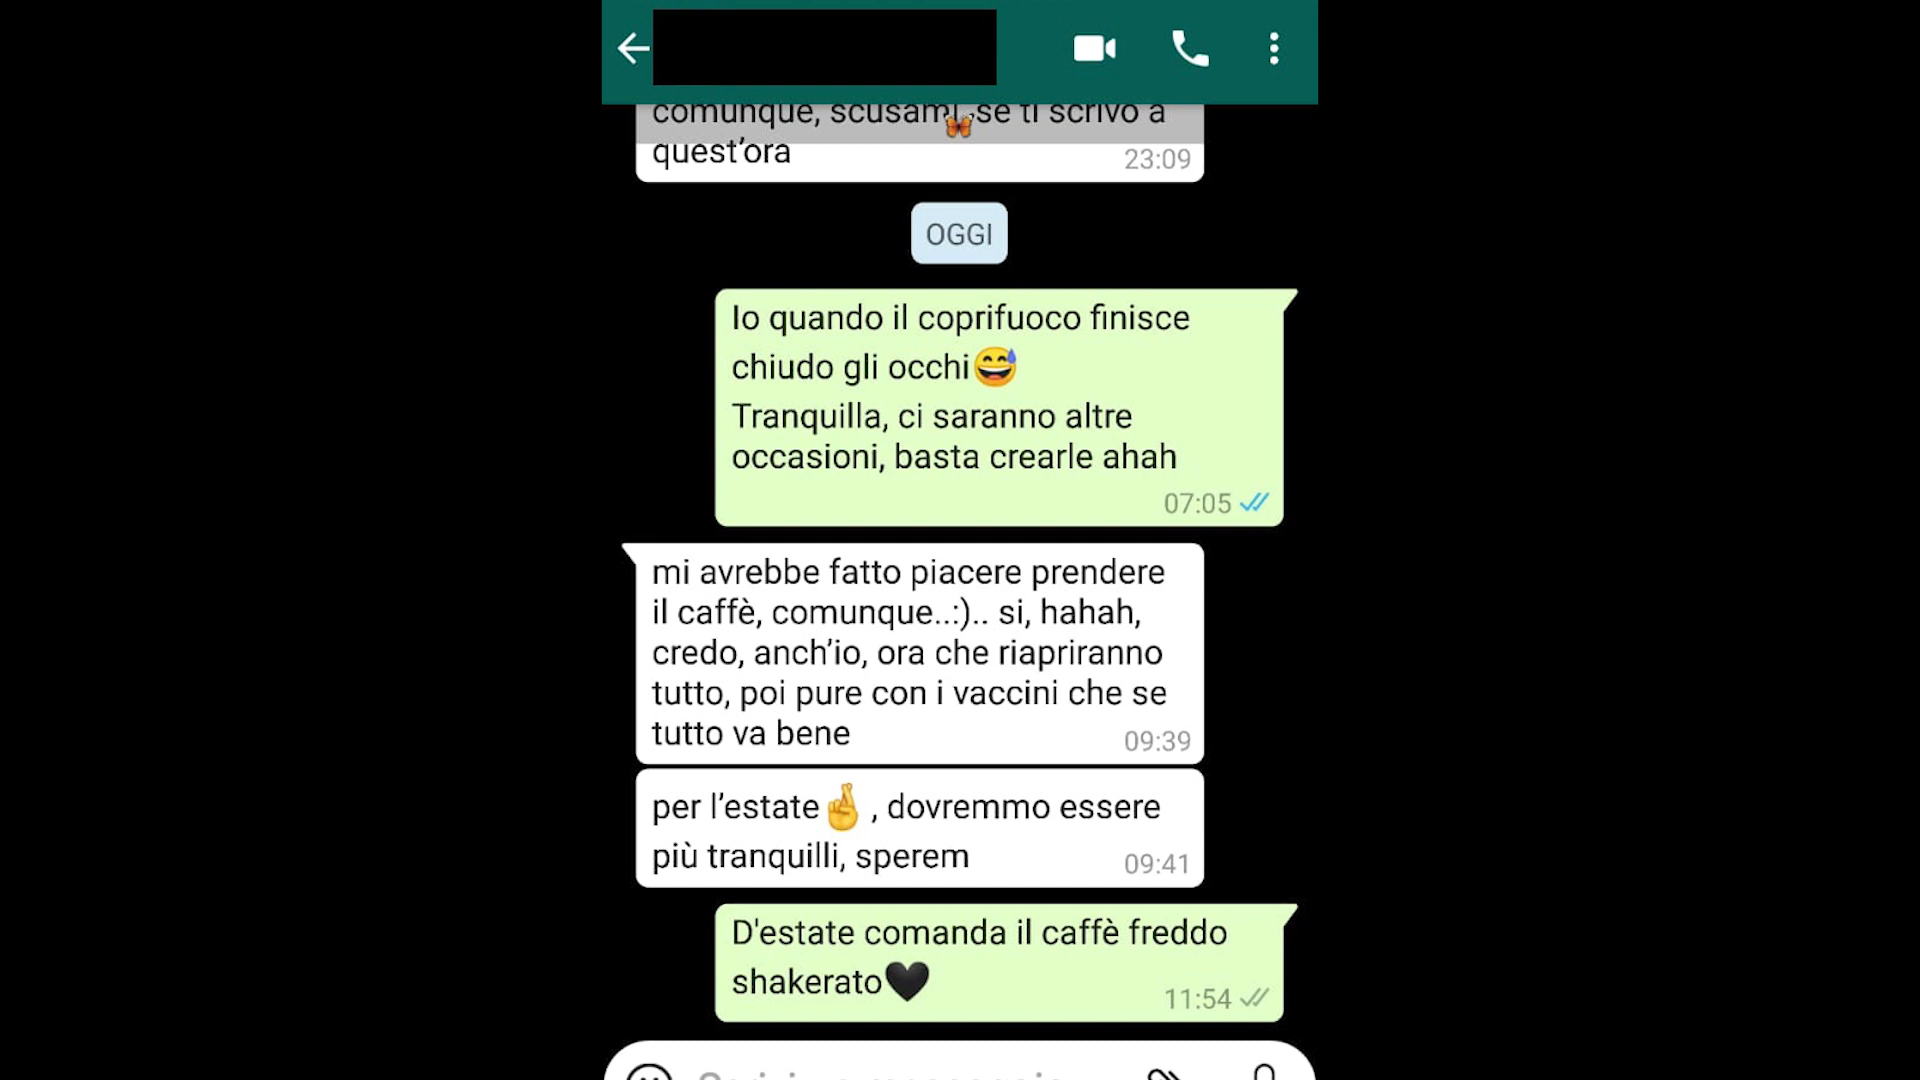 comunque, scusami, se ti scrivo a
quest'ora
23:09
OGGI
Io quando il coprifuoco finisce
chiudo gli occhi😅
Tranquilla, ci saranno altre
occasioni, basta crearle ahah
07:05
mi avrebbe fatto piacere prendere
il caffè, comunque..:).. si, hahah,
credo, anch'io, ora che riapriranno
tutto, poi pure con i vaccini che se
tutto va bene
09:39
per l'estate🤞, dovremmo essere
più tranquilli, sperem
09:41
D'estate comanda il caffè freddo
shakerato🖤
11:54